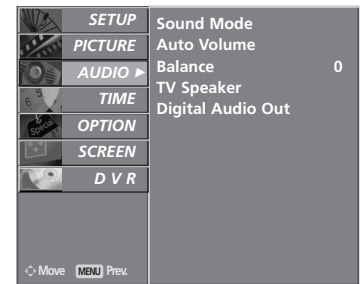 SETUP
PICTURE
AUDIO ►
TIME
OPTION
SCREEN
D V R
Move MENU Prev.
Sound Mode
Auto Volume
Balance 0
TV Speaker
Digital Audio Out